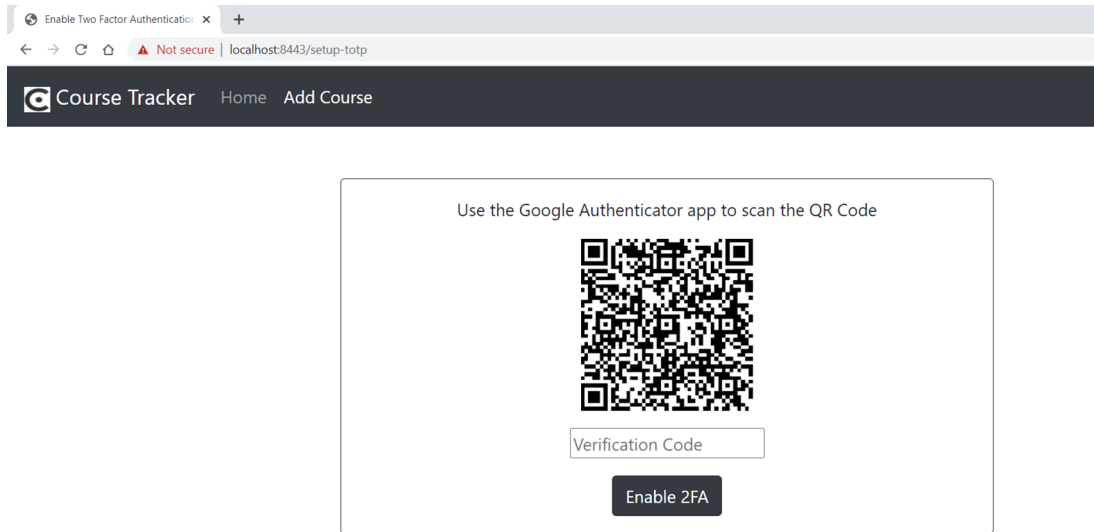 Enable Two Factor Authentication
Not secure | localhost:8443/setup-totp
Course Tracker Home Add Course
Use the Google Authenticator app to scan the QR Code
Verification Code
Enable 2FA